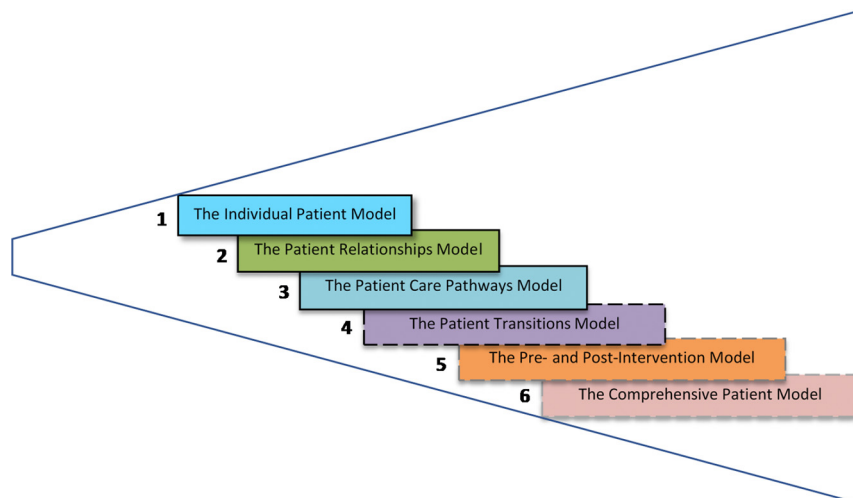 1 The Individual Patient Model
2 The Patient Relationships Model
3 The Patient Care Pathways Model
4 The Patient Transitions Model
5 The Pre- and Post-Intervention Model
6 The Comprehensive Patient Model